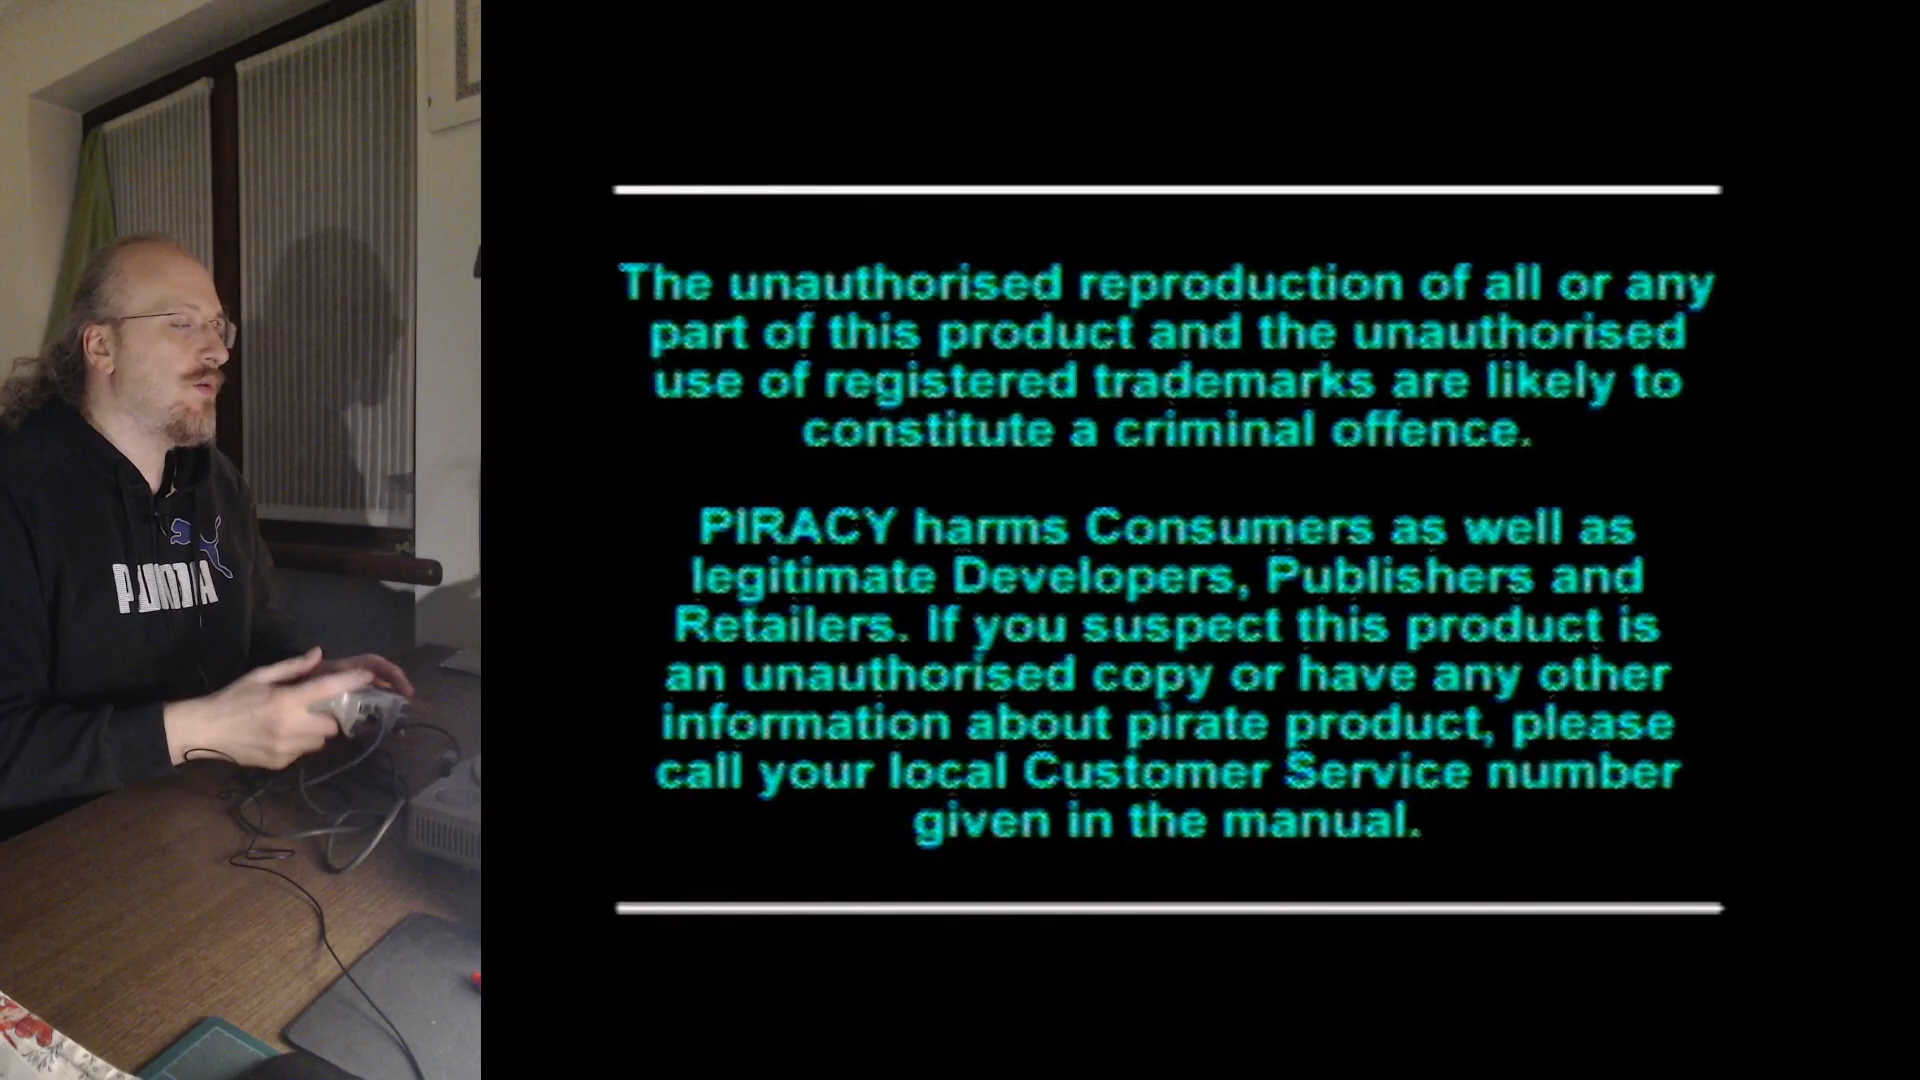 The unauthorised reproduction of all or any
part of this product and the unauthorised
use of registered trademarks are likely to
constitute a criminal offence.
PIRACY harms Consumers as well as
legitimate Developers, Publishers and
Retailers. If you suspect this product is
an unauthorised copy or have any other
information about pirate product, please
call your local Customer Service number
given in the manual.